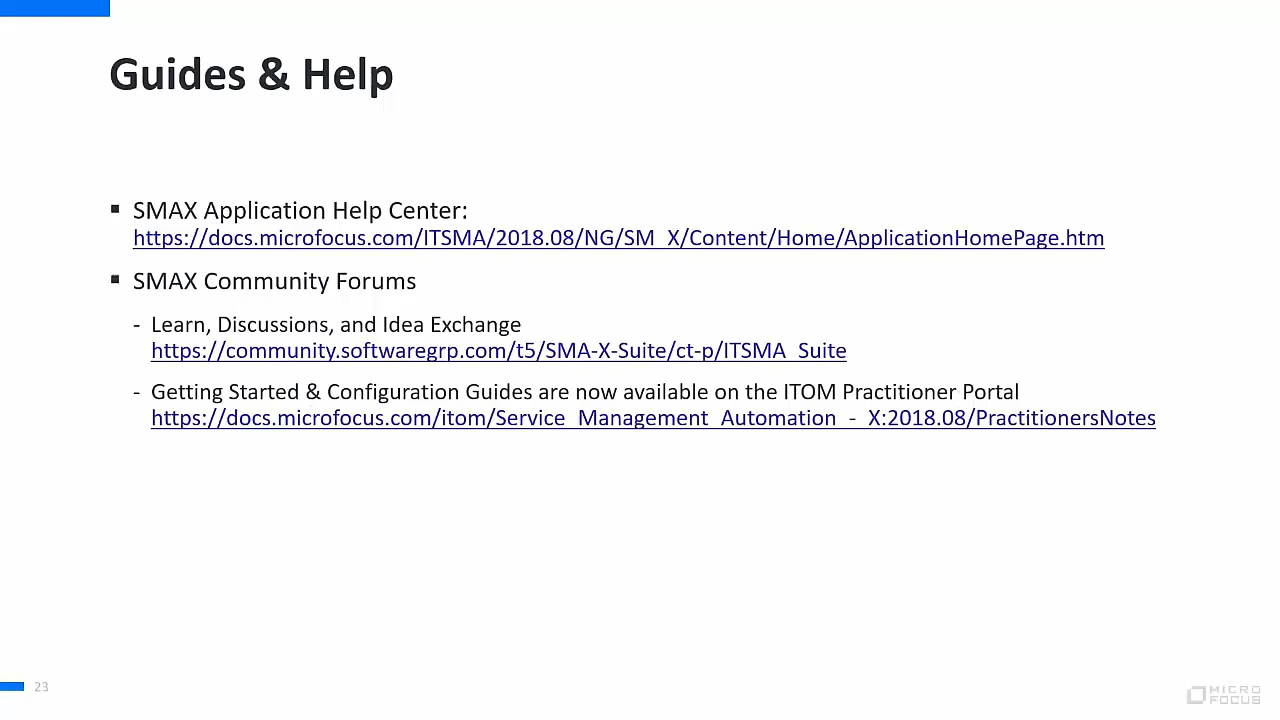 Guides & Help
▪ SMAX Application Help Center:
https://docs.microfocus.com/ITSMA/2018.08/NG/SM_X/Content/Home/ApplicationHomePage.htm
▪ SMAX Community Forums
- Learn, Discussions, and Idea Exchange
https://community.softwaregrp.com/t5/SMA-X-Suite/ct-p/ITSMA_Suite
- Getting Started & Configuration Guides are now available on the ITOM Practitioner Portal
https://docs.microfocus.com/itom/Service_Management_Automation_-_X:2018.08/PractitionersNotes
23
MICRO
FOCUS